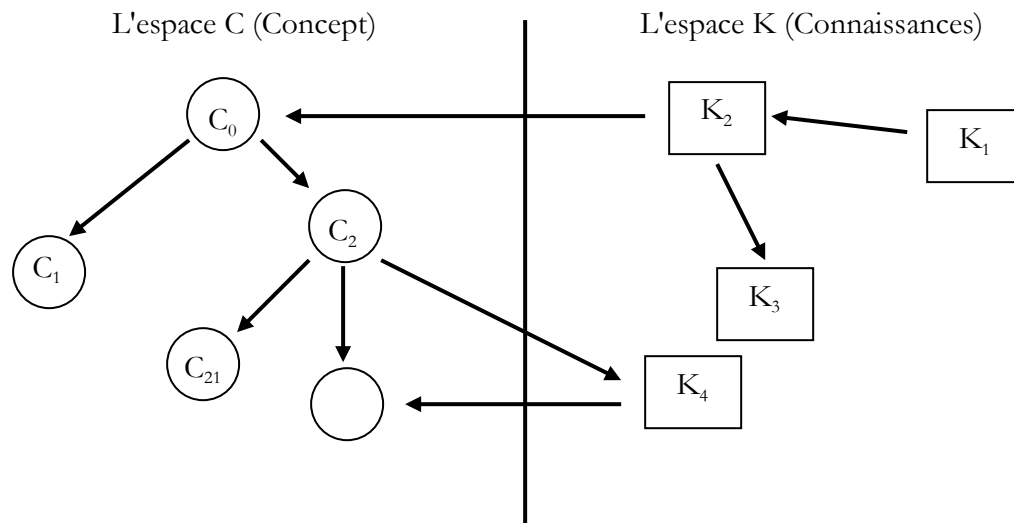 L'espace C (Concept)
L'espace K (Connaissances)
C₀
K₂
K₁
C₂
C₁
K₃
C₂₁
K₄